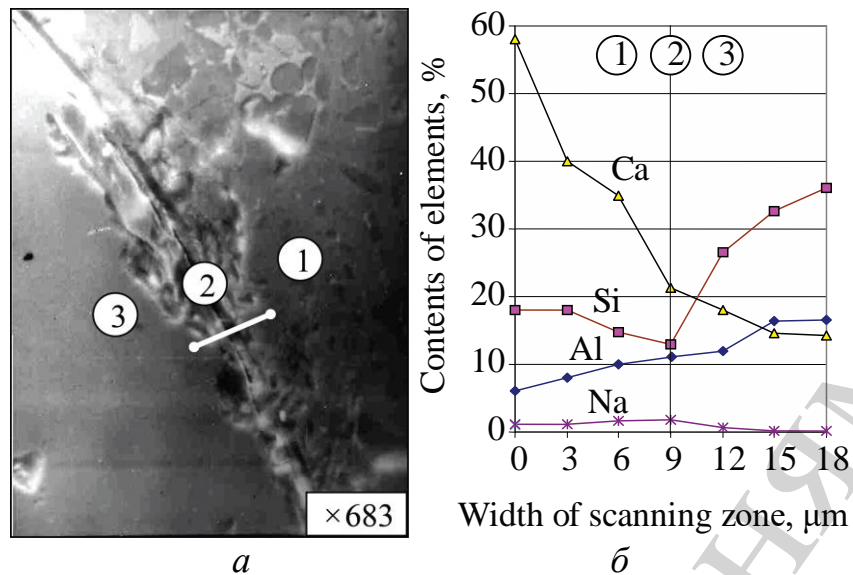 1
2
3
×683
а
Contents of elements, %
60
50
40
30
20
10
0
1 2 3
Ca
Si
Al
Na
0 3 6 9 12 15 18
Width of scanning zone, μm
б